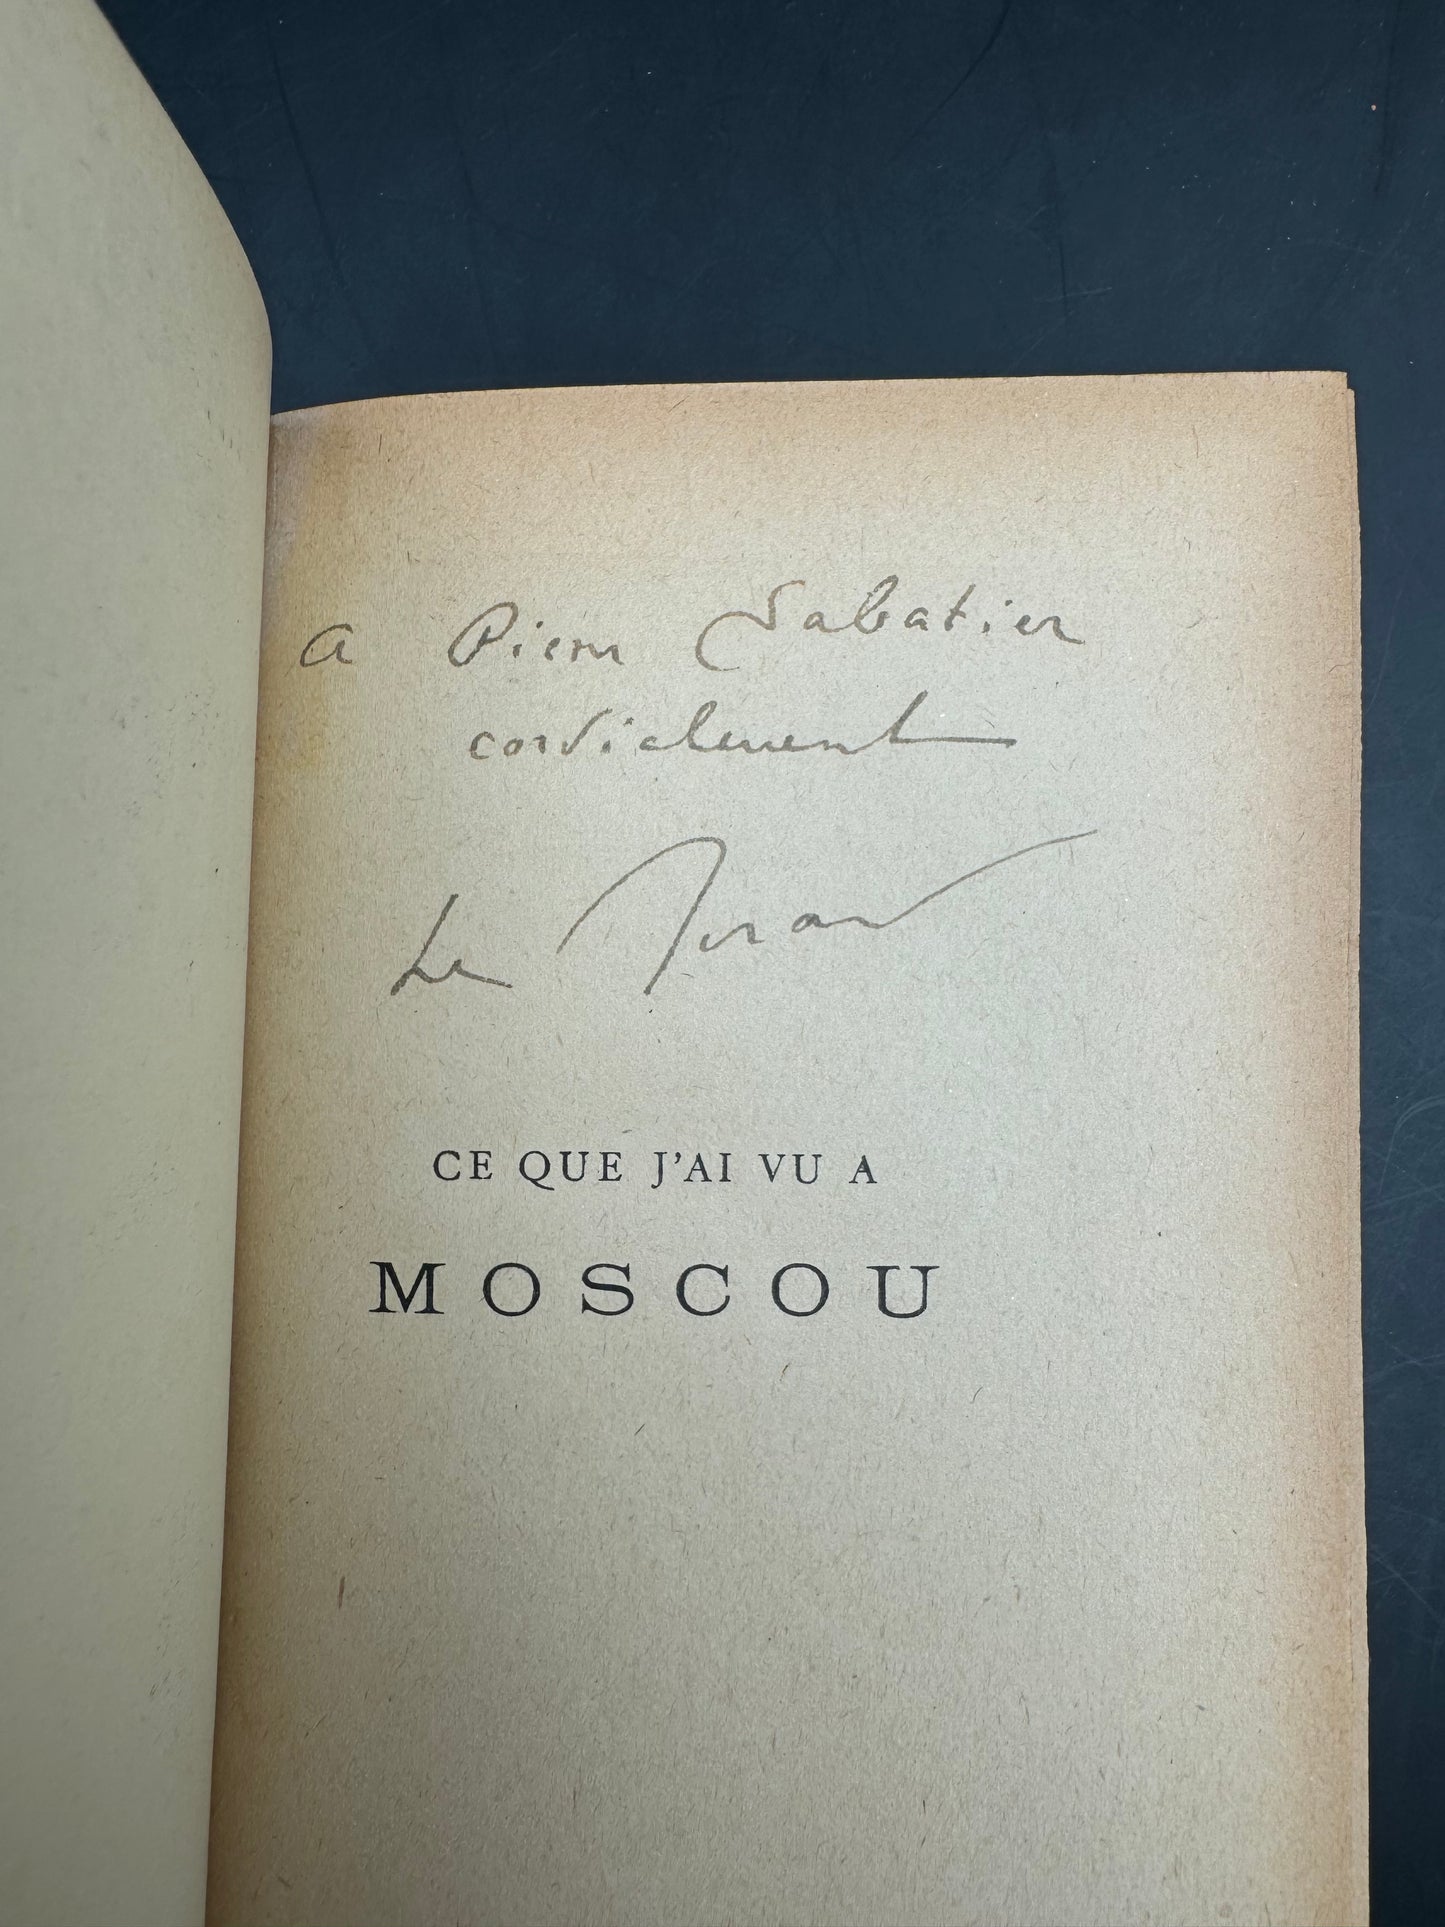 A Pierre Sabatier
cordialement
CE QUE J'AI VU A
MOSCOU